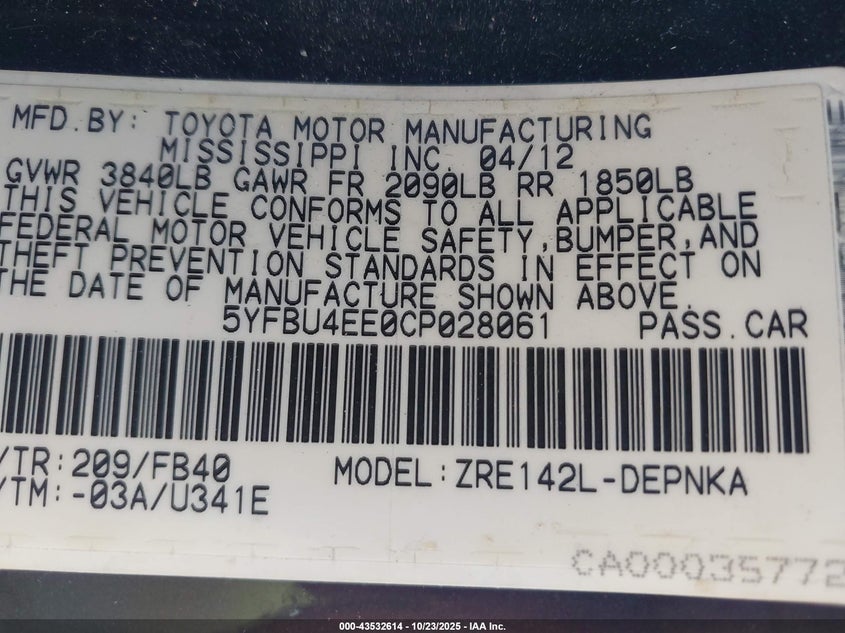 MFD.BY: TOYOTA MOTOR MANUFACTURING
MISSISSIPPI INC. 04/12
GVWR 3840LB GAWR FR 2090LB RR 1850LB
THIS VEHICLE CONFORMS TO ALL APPLICABLE
FEDERAL MOTOR VEHICLE SAFETY,BUMPER,AND
THEFT PREVENTION STANDARDS IN EFFECT ON
THE DATE OF MANUFACTURE SHOWN ABOVE.
5YFBU4EE0CP028061 PASS.CAR
/TR:209/FB40 MODEL:ZRE142L-DEPNKA
/TM:-03A/U341E
CA00035772
000-43532614 - 10/23/2025 - IAA Inc.